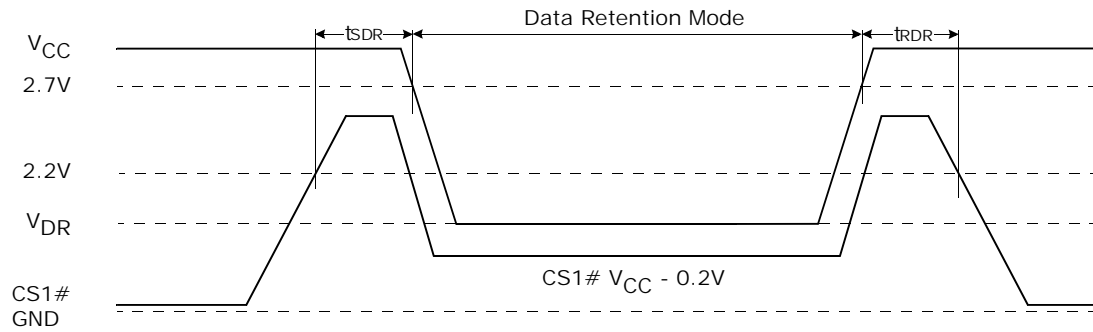 Data Retention Mode
tSDR
tRDR
VCC
2.7V
2.2V
VDR
CS1# VCC - 0.2V
CS1#
GND